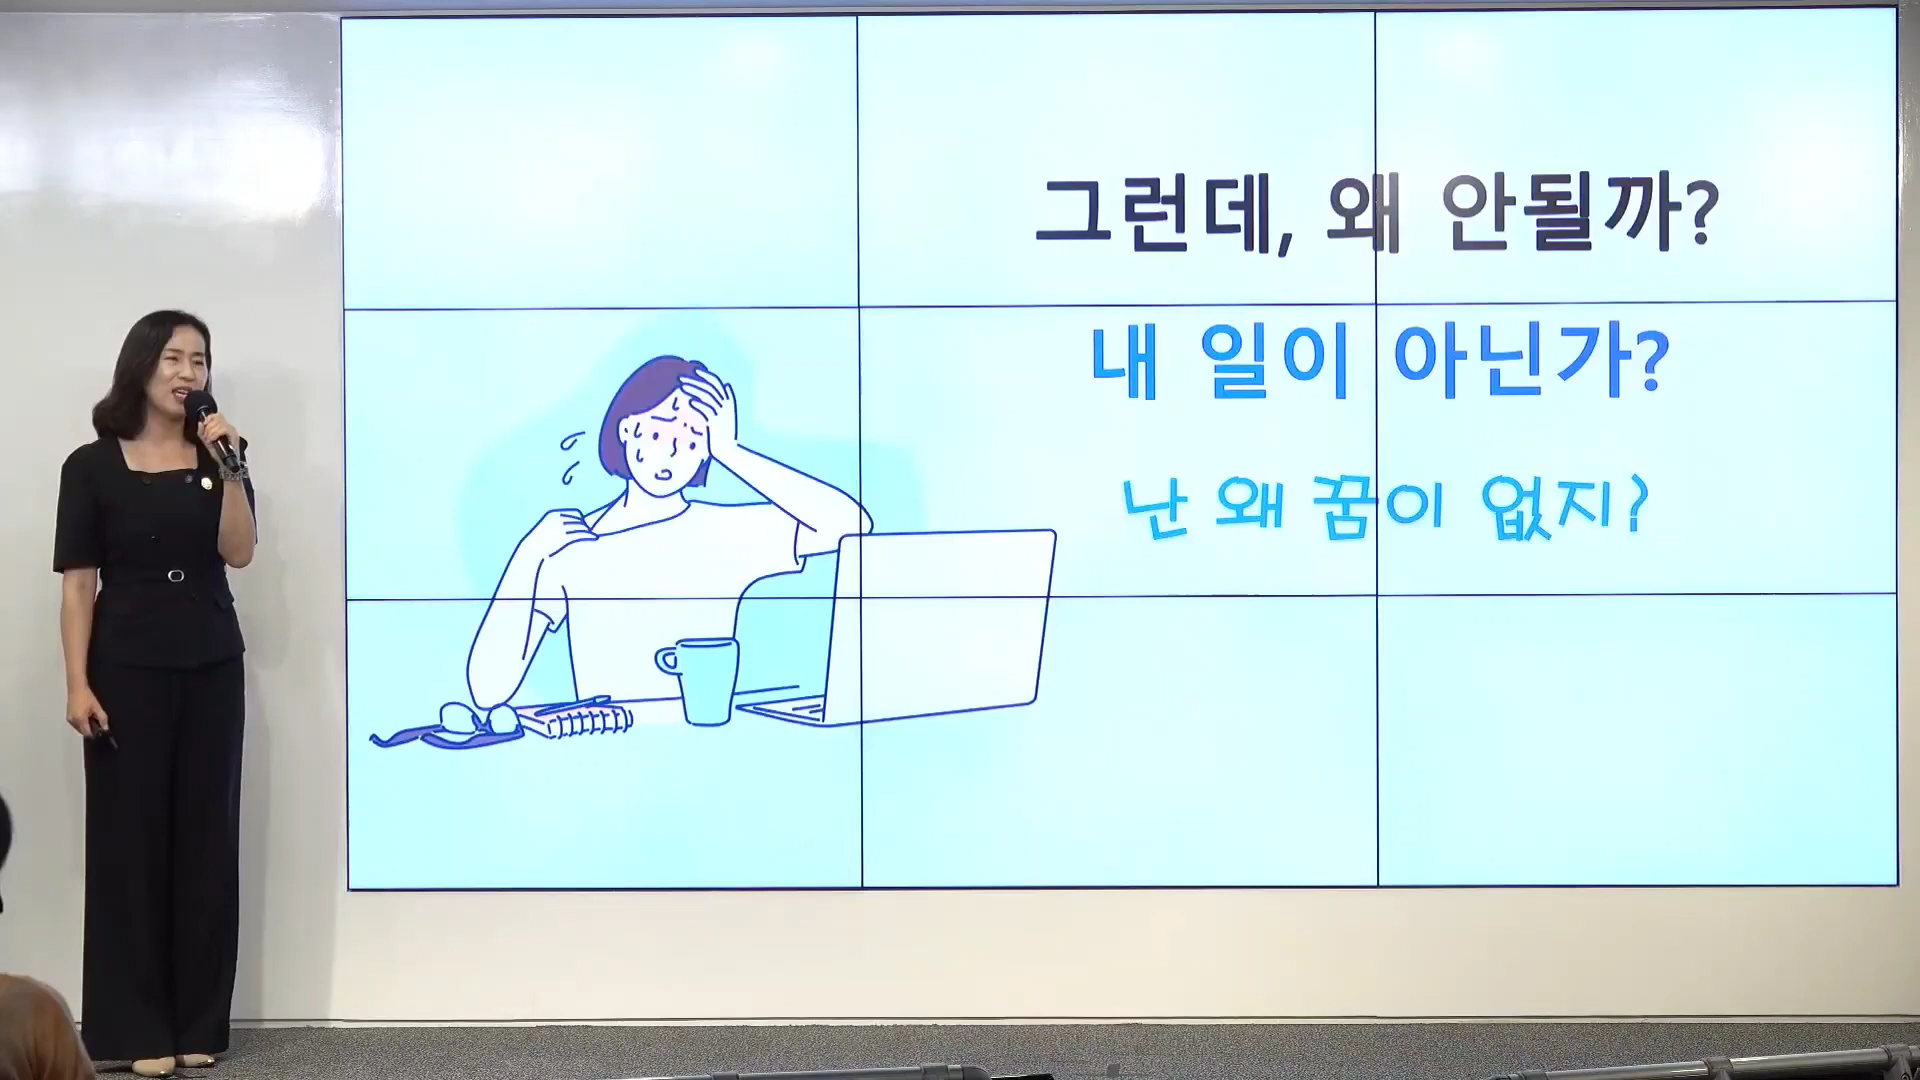 그런데, 왜 안될까?
내 일이 아닌가?
난 왜 꿈이 없지?